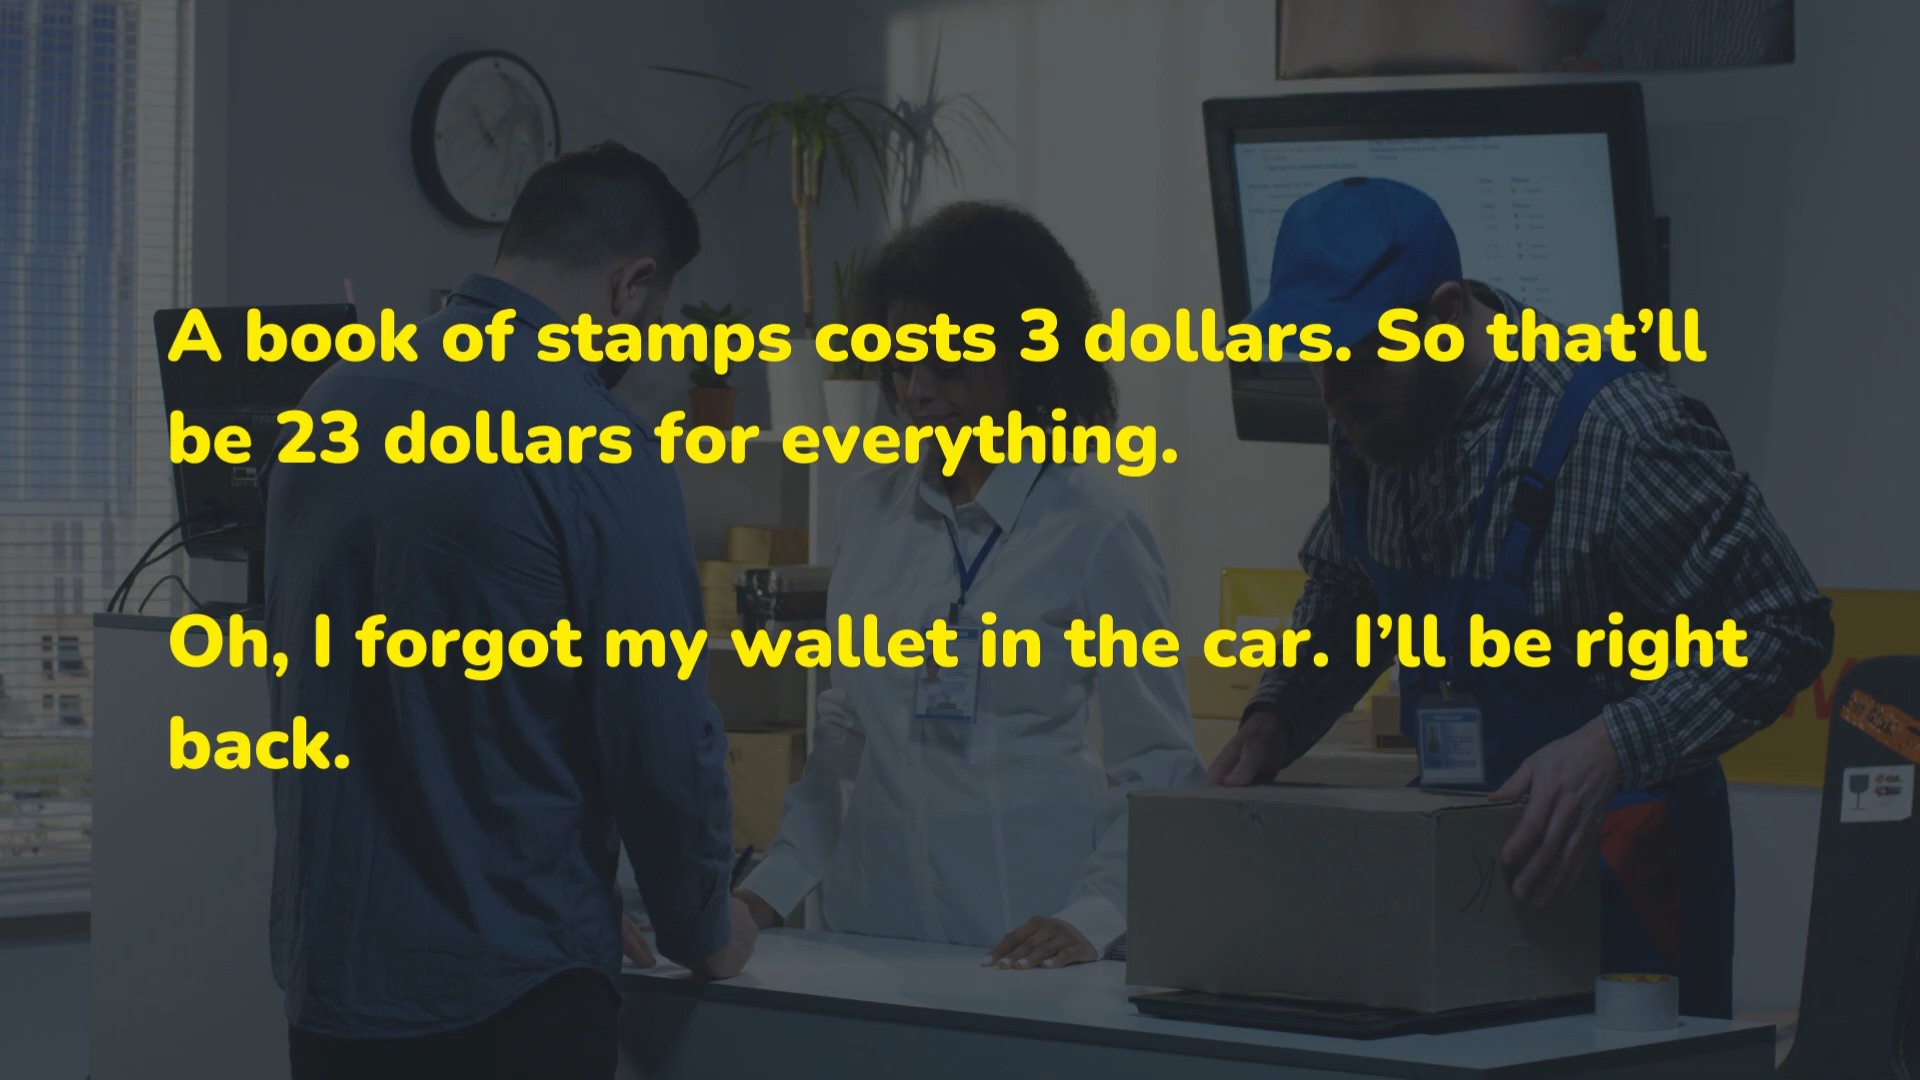 A book of stamps costs 3 dollars. So that’ll
be 23 dollars for everything.
Oh, I forgot my wallet in the car. I’ll be right
back.